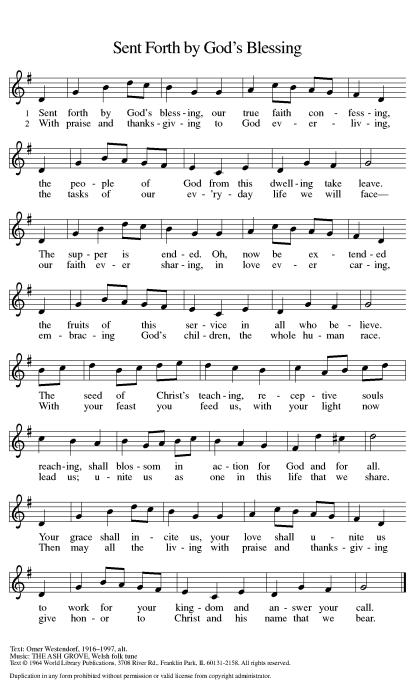 Sent Forth by God's Blessing
1 Sent forth by God's bless - ing, our true faith con - fess - ing,
2 With praise and thanks - giv - ing to God ev - er - liv - ing,
the peo - ple of God from this dwell - ing take leave.
the tasks of our ev - 'ry - day life we will face—
The sup - per is end - ed. Oh, now be ex - tend - ed
our faith ev - er shar - ing, in love ev - er car - ing,
the fruits of this ser - vice in all who be - lieve.
em - brac - ing God's chil - dren, the whole hu - man race.
The seed of Christ's teach - ing, re - cep - tive souls
With your feast you feed us, with your light now
reach - ing, shall blos - som in ac - tion for God and for all.
lead us; u - nite us as one in this life that we share.
Your grace shall in - cite us, your love shall u - nite us
Then may all the liv - ing with praise and thanks - giv - ing
to work for your king - dom and an - swer your call.
give hon - or to Christ and his name that we bear.
Text: Omer Westendorf, 1916–1997, alt.
Music: THE ASH GROVE, Welsh folk tune
Text © 1964 World Library Publications, 3708 River Rd., Franklin Park, IL 60131-2158. All rights reserved.
Duplication in any form prohibited without permission or valid license from copyright administrator.